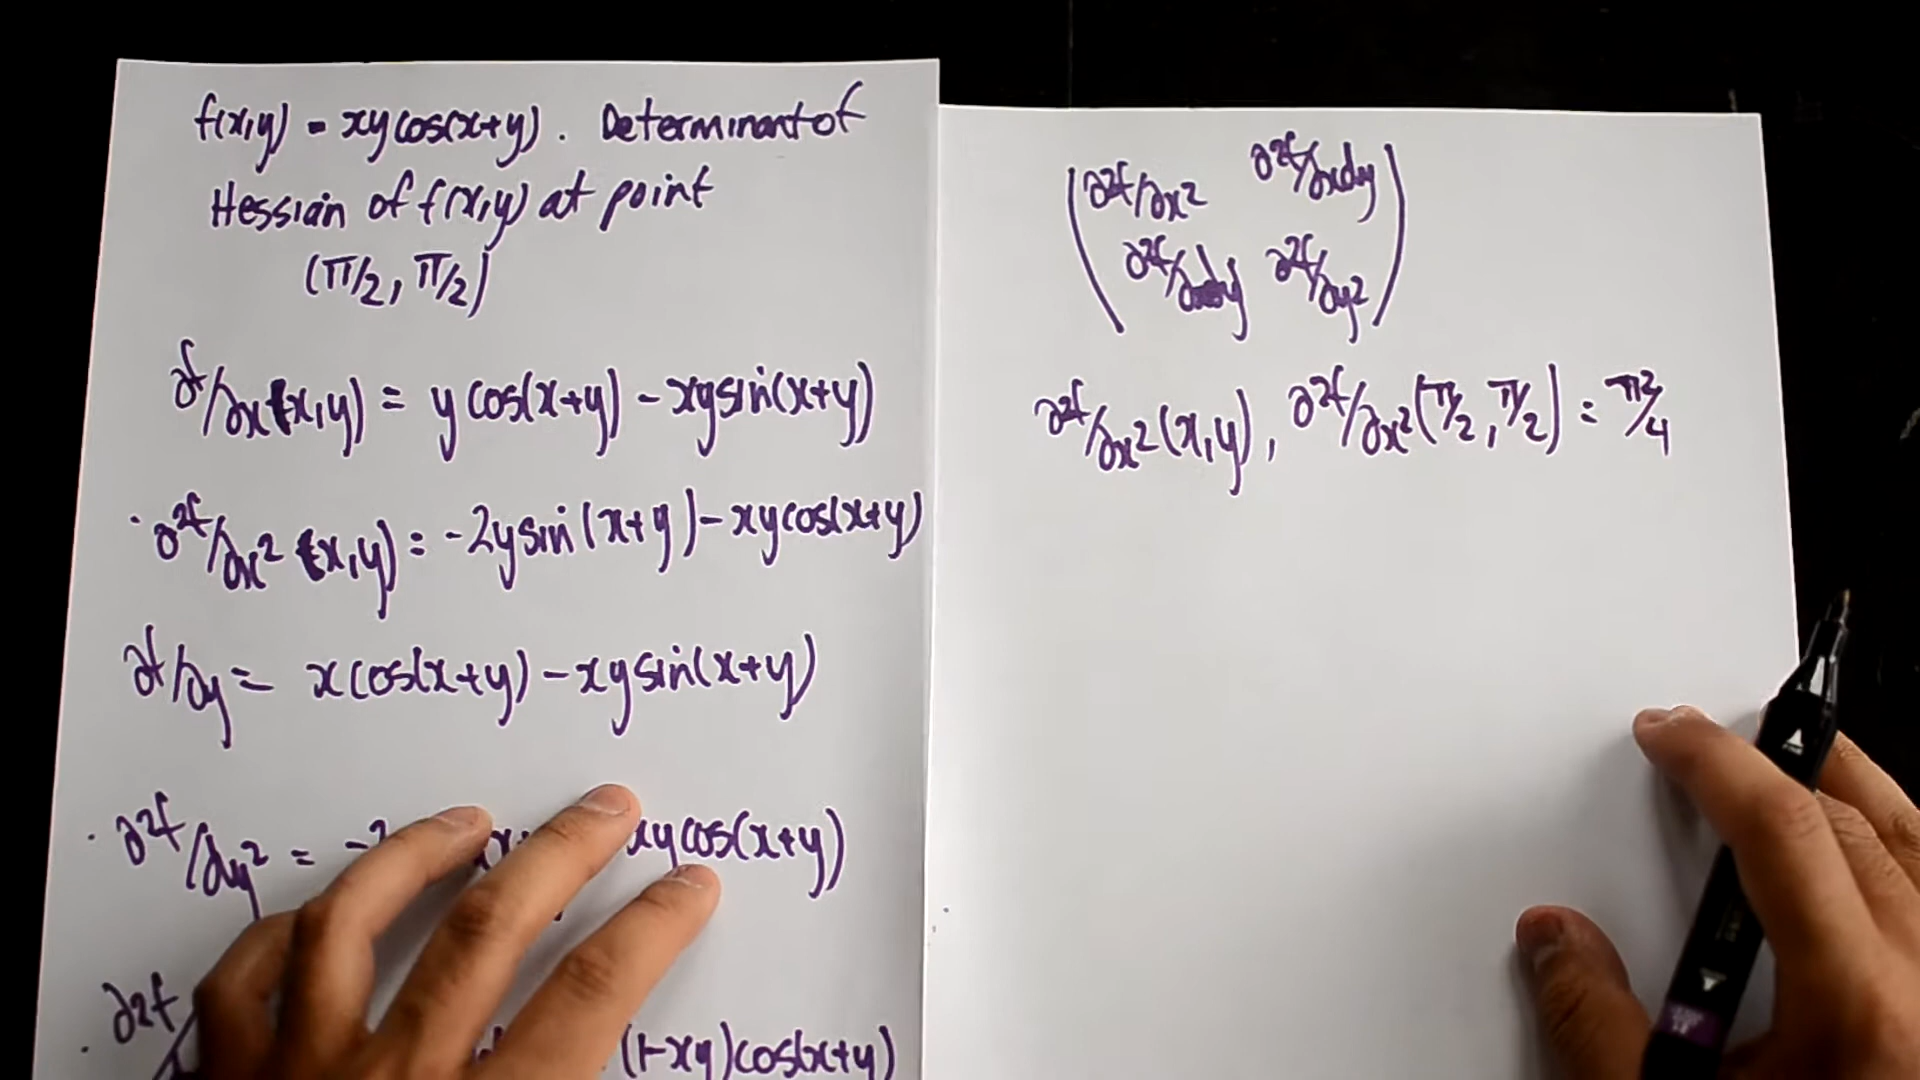 f(x,y) = xy cos(x+y). Determinant of
Hessian of f(x,y) at point
(π/2, π/2)
∂f/∂x (x,y) = y cos(x+y) - xy sin(x+y)
∂²f/∂x² (x,y) = -2y sin(x+y) - xy cos(x+y)
∂f/∂y = x cos(x+y) - xy sin(x+y)
∂²f/∂y² = -2 xy cos(x+y)
∂²f (1-xy) cos(x+y)
∂²f/∂x² ∂²f/∂x∂y
∂²f/∂x∂y ∂²f/∂y²
∂²f/∂x² (x,y), ∂²f/∂x² (π/2, π/2) = π²/4